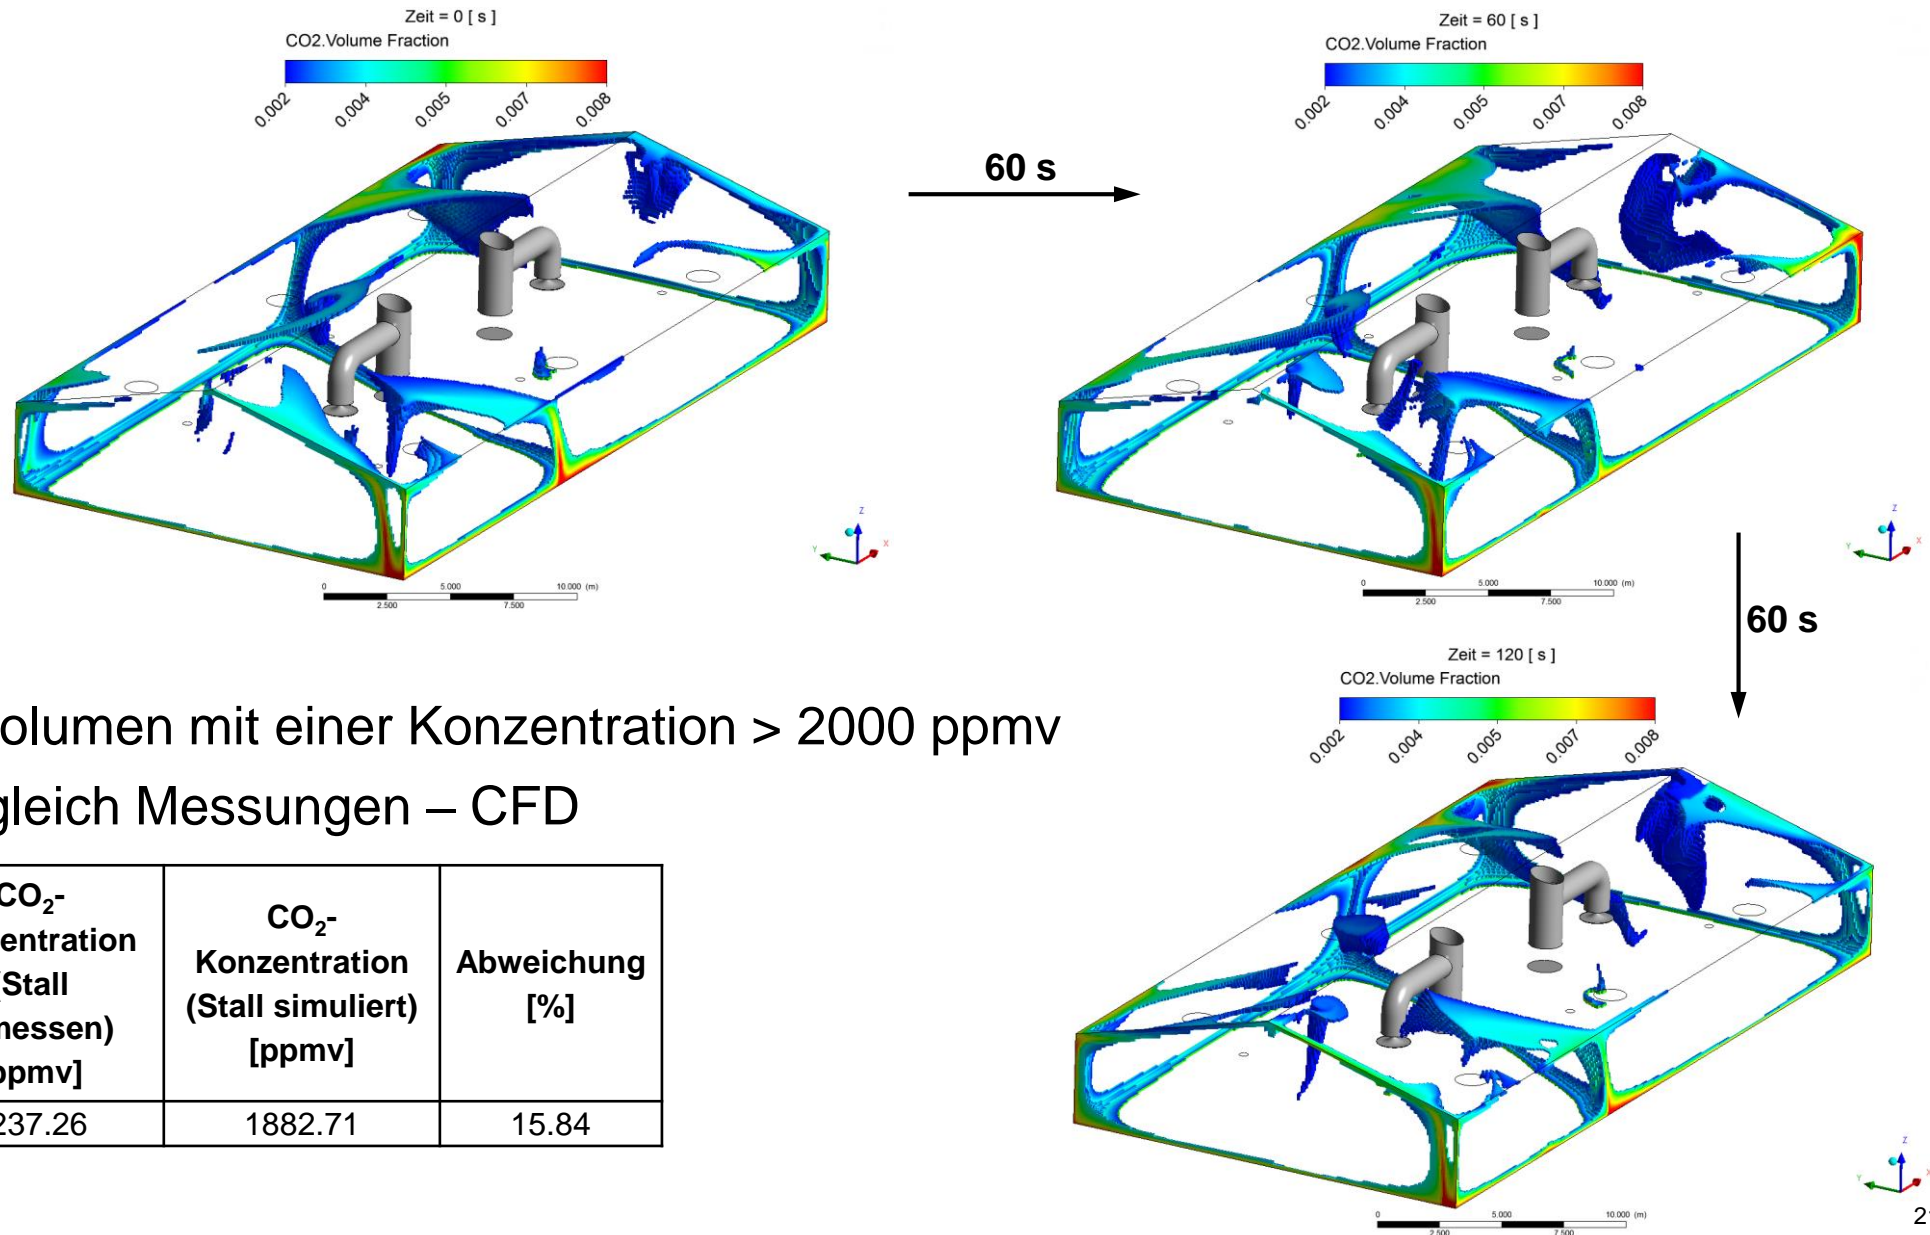 Zeit = 0 [ s ]
CO2.Volume Fraction
0.002 0.004 0.005 0.007 0.008
Zeit = 60 [ s ]
CO2.Volume Fraction
0.002 0.004 0.005 0.007 0.008
60 s
Z
Y X
0 5.000 10.000 (m)
2.500 7.500
Z
Y X
0 5.000 10.000 (m)
2.500 7.500
60 s
Zeit = 120 [ s ]
CO2.Volume Fraction
0.002 0.004 0.005 0.007 0.008
olumen mit einer Konzentration > 2000 ppmv
gleich Messungen – CFD
CO₂-
entration
(Stall
messen)
ppmv]
CO₂-
Konzentration
(Stall simuliert)
[ppmv]
Abweichung
[%]
237.26 1882.71 15.84
Z
Y X
0 5.000 10.000 (m)
2.500 7.500